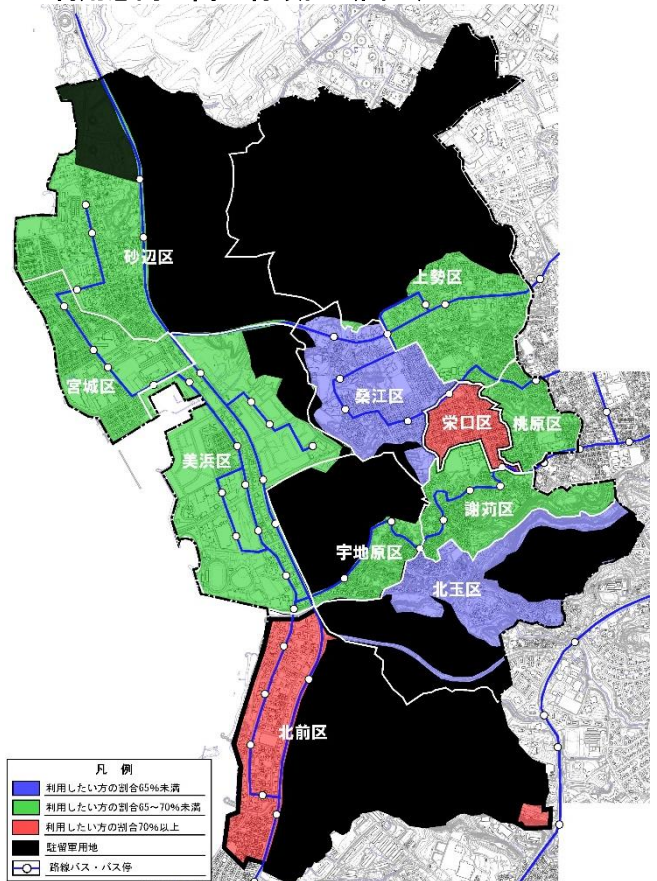 砂辺区
上勢区
宮城区
桑江区
栄口区
桃原区
美浜区
謝苅区
宇地原区
北玉区
北前区
凡 例
利用したい方の割合65%未満
利用したい方の割合65~70%未満
利用したい方の割合70%以上
駐留軍用地
路線バス・バス停